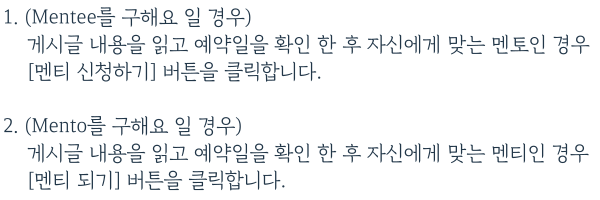 1. (Mentee를 구해요 일 경우)
게시글 내용을 읽고 예약일을 확인 한 후 자신에게 맞는 멘토인 경우
[멘티 신청하기] 버튼을 클릭합니다.
2. (Mento를 구해요 일 경우)
게시글 내용을 읽고 예약일을 확인 한 후 자신에게 맞는 멘티인 경우
[멘티 되기] 버튼을 클릭합니다.